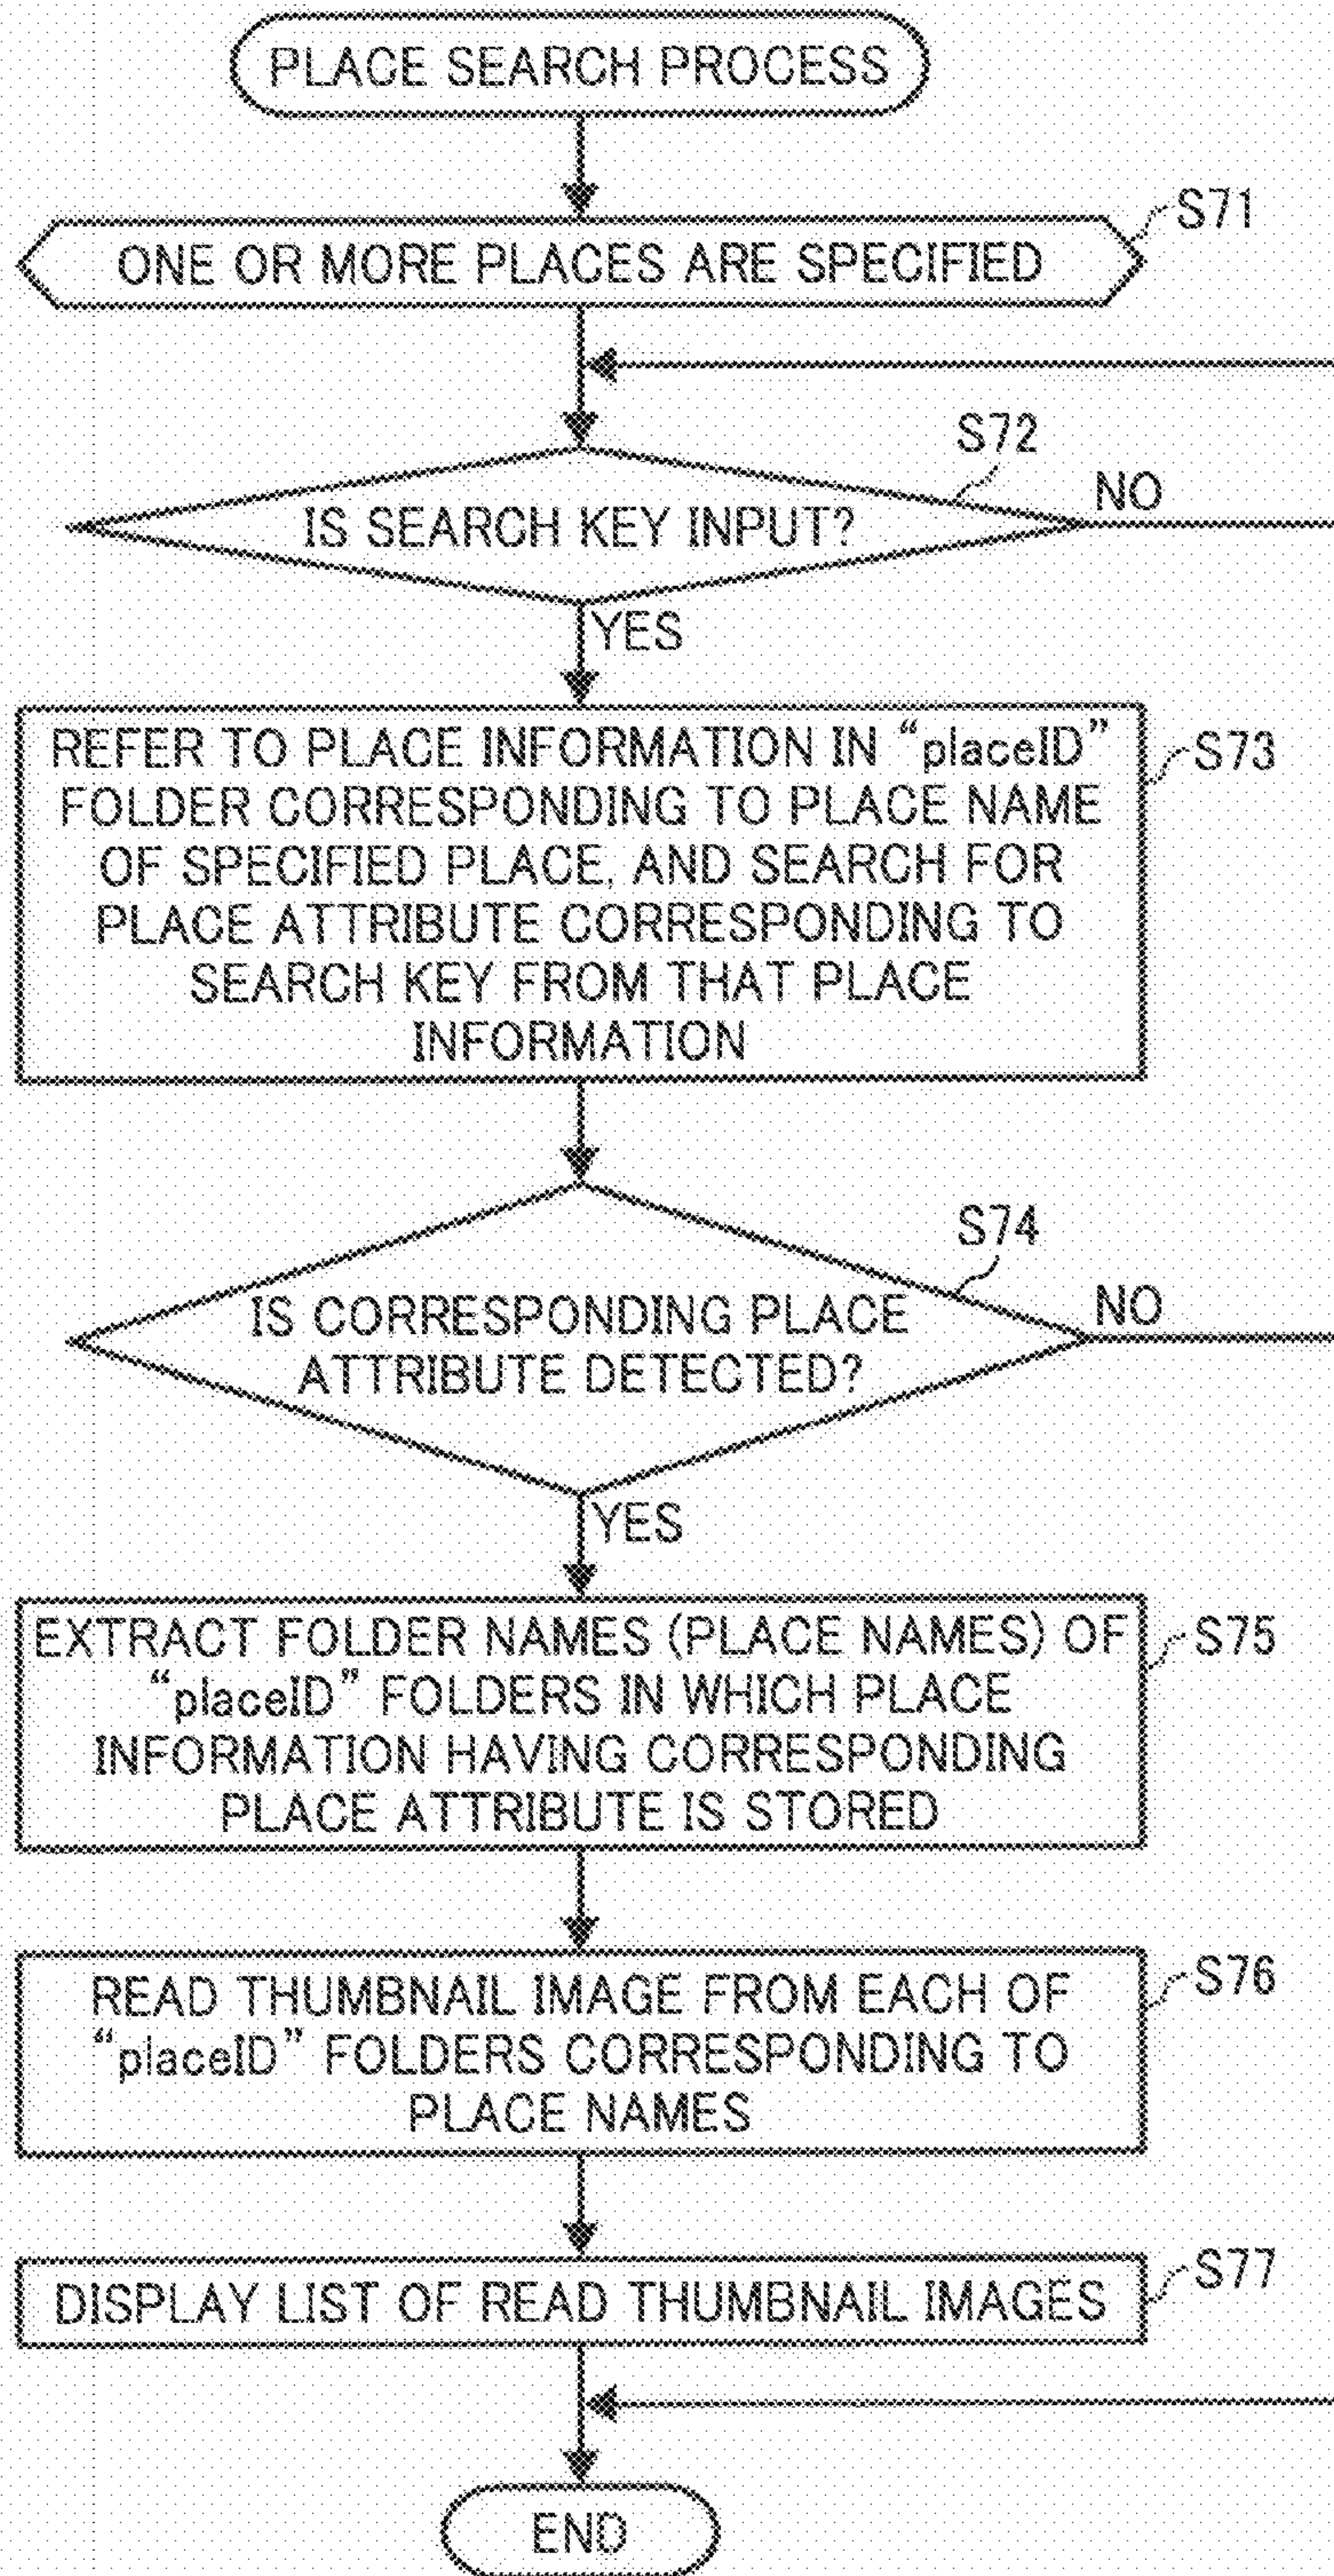 PLACE SEARCH PROCESS
S71
ONE OR MORE PLACES ARE SPECIFIED
S72
NO
IS SEARCH KEY INPUT?
YES
REFER TO PLACE INFORMATION IN “placeID”
S73
FOLDER CORRESPONDING TO PLACE NAME
OF SPECIFIED PLACE, AND SEARCH FOR
PLACE ATTRIBUTE CORRESPONDING TO
SEARCH KEY FROM THAT PLACE
INFORMATION
S74
NO
IS CORRESPONDING PLACE
ATTRIBUTE DETECTED?
YES
EXTRACT FOLDER NAMES (PLACE NAMES) OF
S75
“placeID” FOLDERS IN WHICH PLACE
INFORMATION HAVING CORRESPONDING
PLACE ATTRIBUTE IS STORED
S76
READ THUMBNAIL IMAGE FROM EACH OF
“placeID” FOLDERS CORRESPONDING TO
PLACE NAMES
S77
DISPLAY LIST OF READ THUMBNAIL IMAGES
END